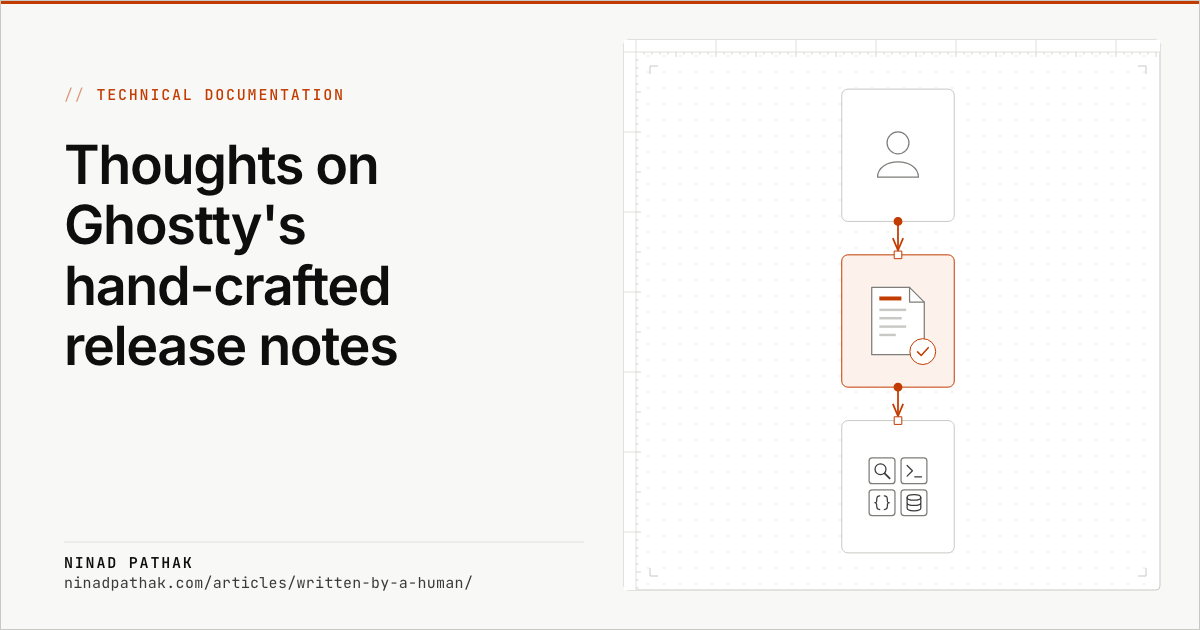 // TECHNICAL DOCUMENTATION
Thoughts on
Ghostty's
hand-crafted
release notes
NINAD PATHAK
ninadpathak.com/articles/written-by-a-human/